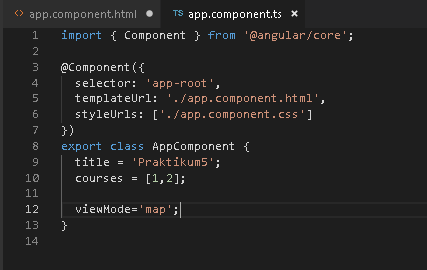 <> app.component.html ● TS app.component.ts ×
1 import { Component } from '@angular/core';
2
3 @Component({
4   selector: 'app-root',
5   templateUrl: './app.component.html',
6   styleUrls: ['./app.component.css']
7 })
8 export class AppComponent {
9   title = 'Praktikum5';
10   courses = [1,2];
11
12   viewMode='map';
13 }
14